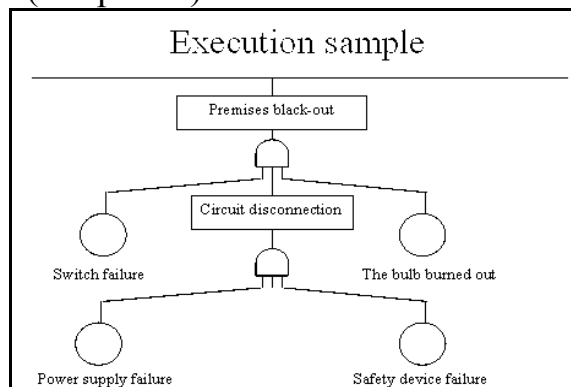 Execution sample
Premises black-out
Circuit disconnection
Switch failure
The bulb burned out
Power supply failure
Safety device failure